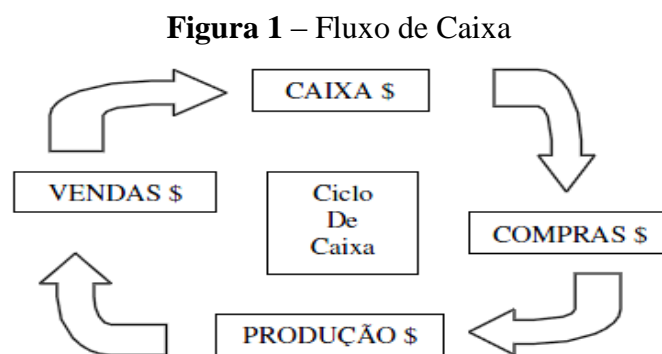 Figura 1 – Fluxo de Caixa
CAIXA $
VENDAS $
Ciclo
De
Caixa
COMPRAS $
PRODUÇÃO $